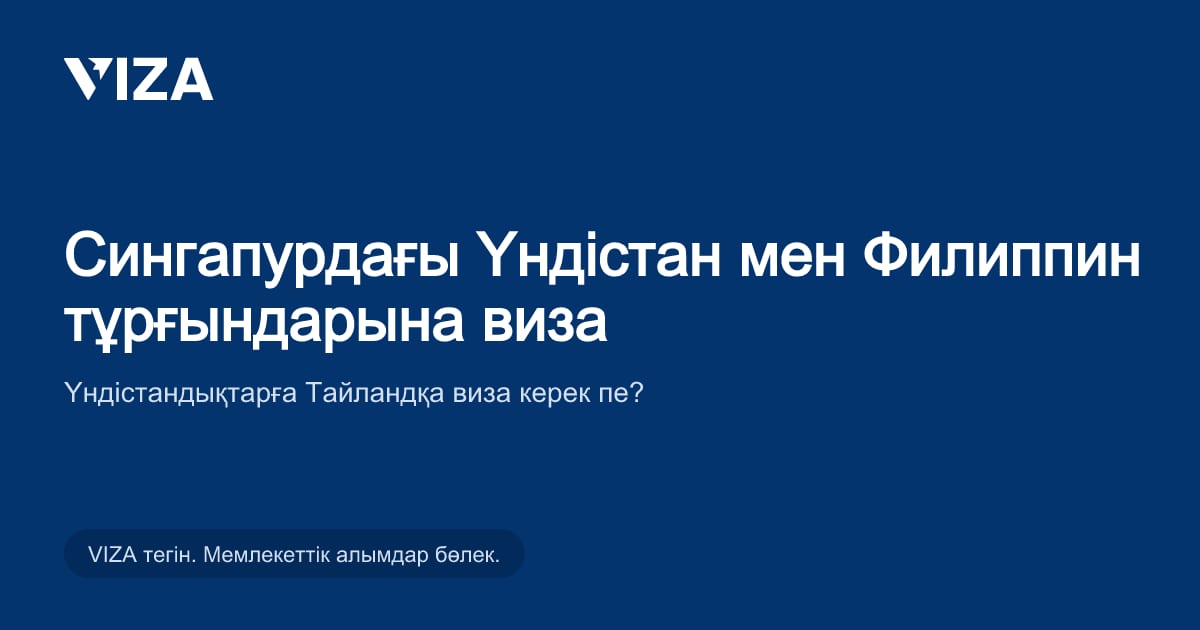 VIZA
Сингапурдағы Үндістан мен Филиппин
тұрғындарына виза
Үндістандықтарға Тайландқа виза керек пе?
VIZA тегін. Мемлекеттік алымдар бөлек.